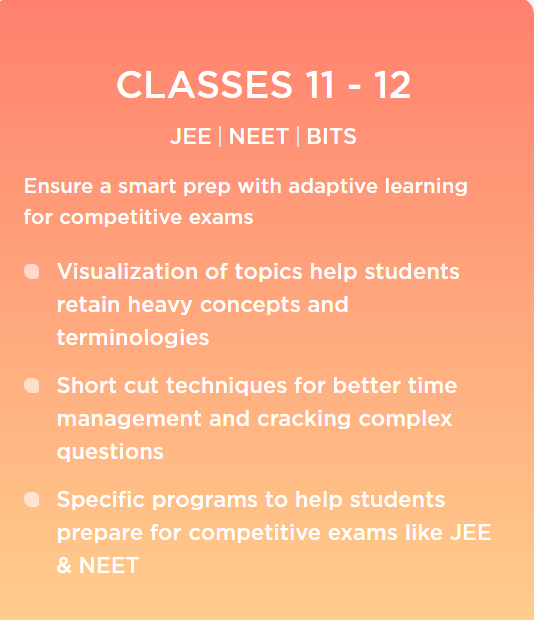 CLASSES 11 - 12
JEE | NEET | BITS
Ensure a smart prep with adaptive learning
for competitive exams
Visualization of topics help students
retain heavy concepts and
terminologies
Short cut techniques for better time
management and cracking complex
questions
Specific programs to help students
prepare for competitive exams like JEE
& NEET